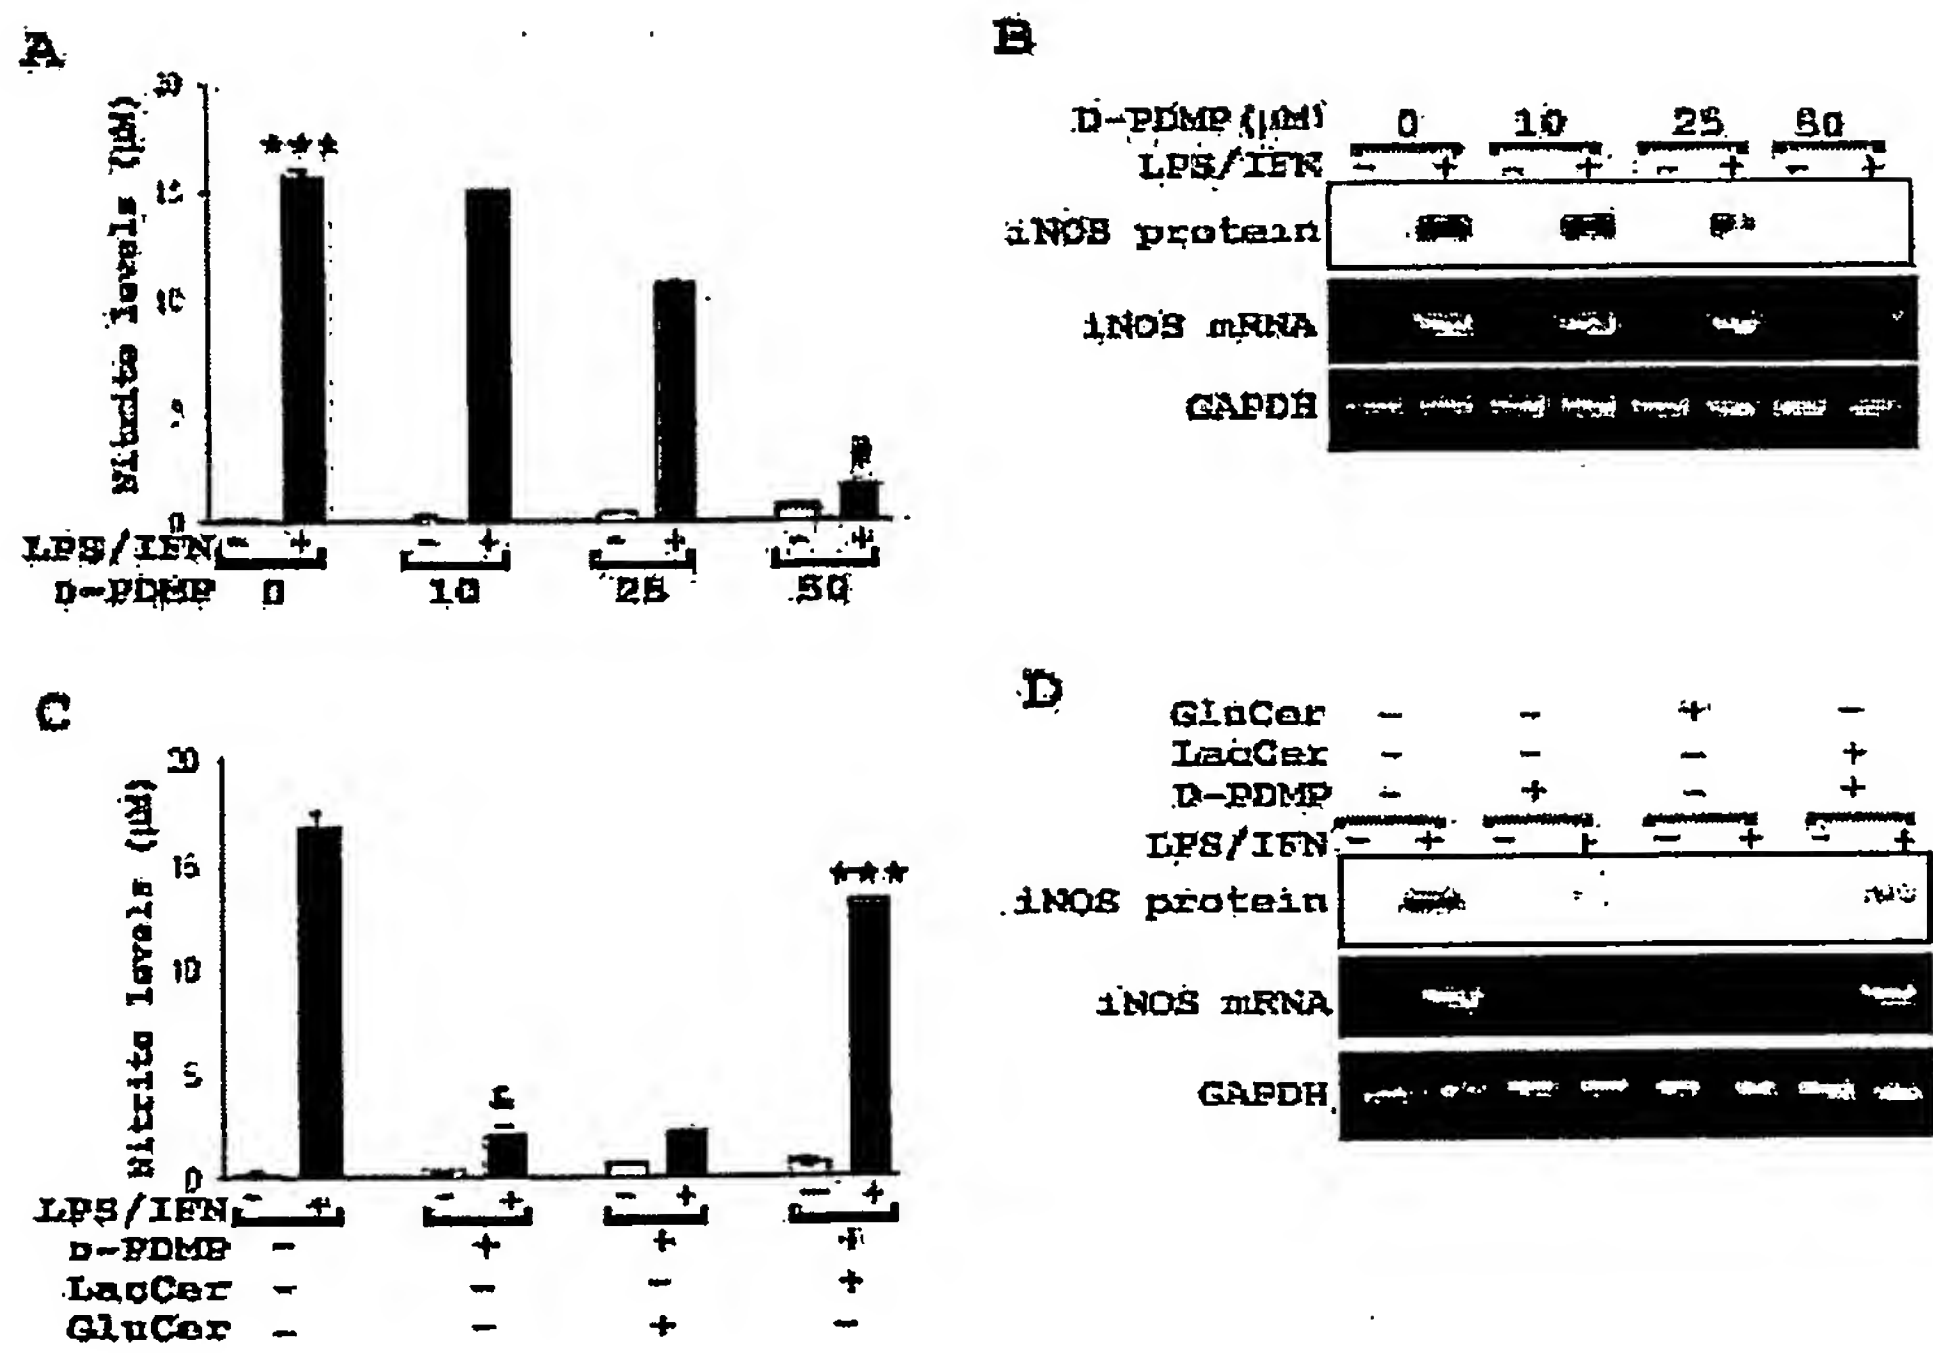 A
Nitrite levels (µM)
20
15
10
5
0
***
#
LPS/IFN - + - + - + - +
D-PDMP 0 10 25 50
B
D-PDMP (µM) 0 10 25 50
LPS/IFN - + - + - + - +
iNOS protein
iNOS mRNA
GAPDH
C
Nitrite levels (µM)
20
15
10
5
0
***
LPS/IFN - + - + - + - +
D-PDMP - + + +
LacCer - - - +
GluCer - - + -
D
GluCer - - + -
LacCer - - - +
D-PDMP - + - +
LPS/IFN - + - + - + - +
iNOS protein
iNOS mRNA
GAPDH